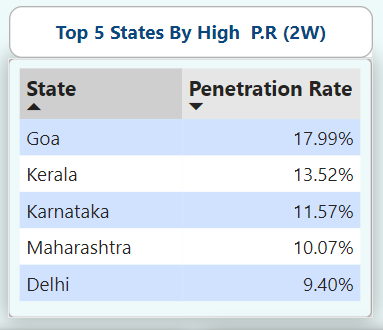 Top 5 States By High  P.R (2W)
State Penetration Rate
Goa 17.99%
Kerala 13.52%
Karnataka 11.57%
Maharashtra 10.07%
Delhi 9.40%